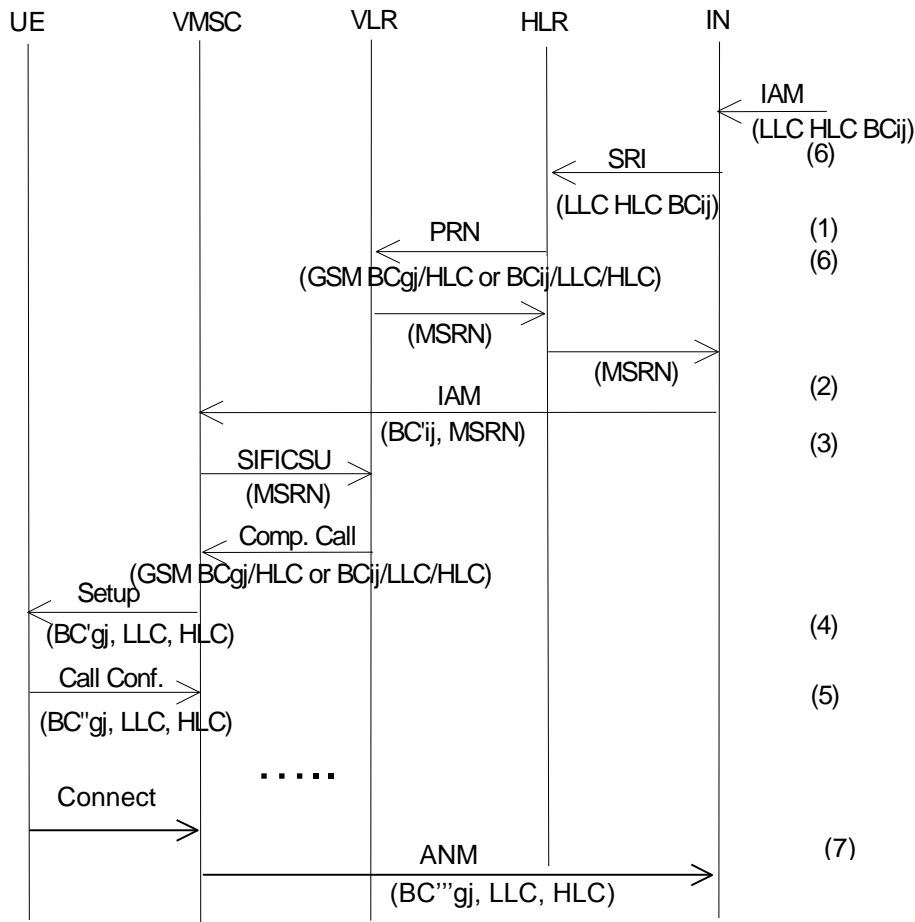 UE VMSC VLR HLR IN
IAM
(LLC HLC BCij)
(6)
SRI
(LLC HLC BCij)
(1)
PRN
(6)
(GSM BCgj/HLC or BCij/LLC/HLC)
(MSRN)
(MSRN)
(2)
IAM
(BC'ij, MSRN)
(3)
SIFICSU
(MSRN)
Comp. Call
(GSM BCgj/HLC or BCij/LLC/HLC)
Setup
(BC'gj, LLC, HLC)
(4)
Call Conf.
(5)
(BC"gj, LLC, HLC)
.....
Connect
ANM
(7)
(BC"'gj, LLC, HLC)